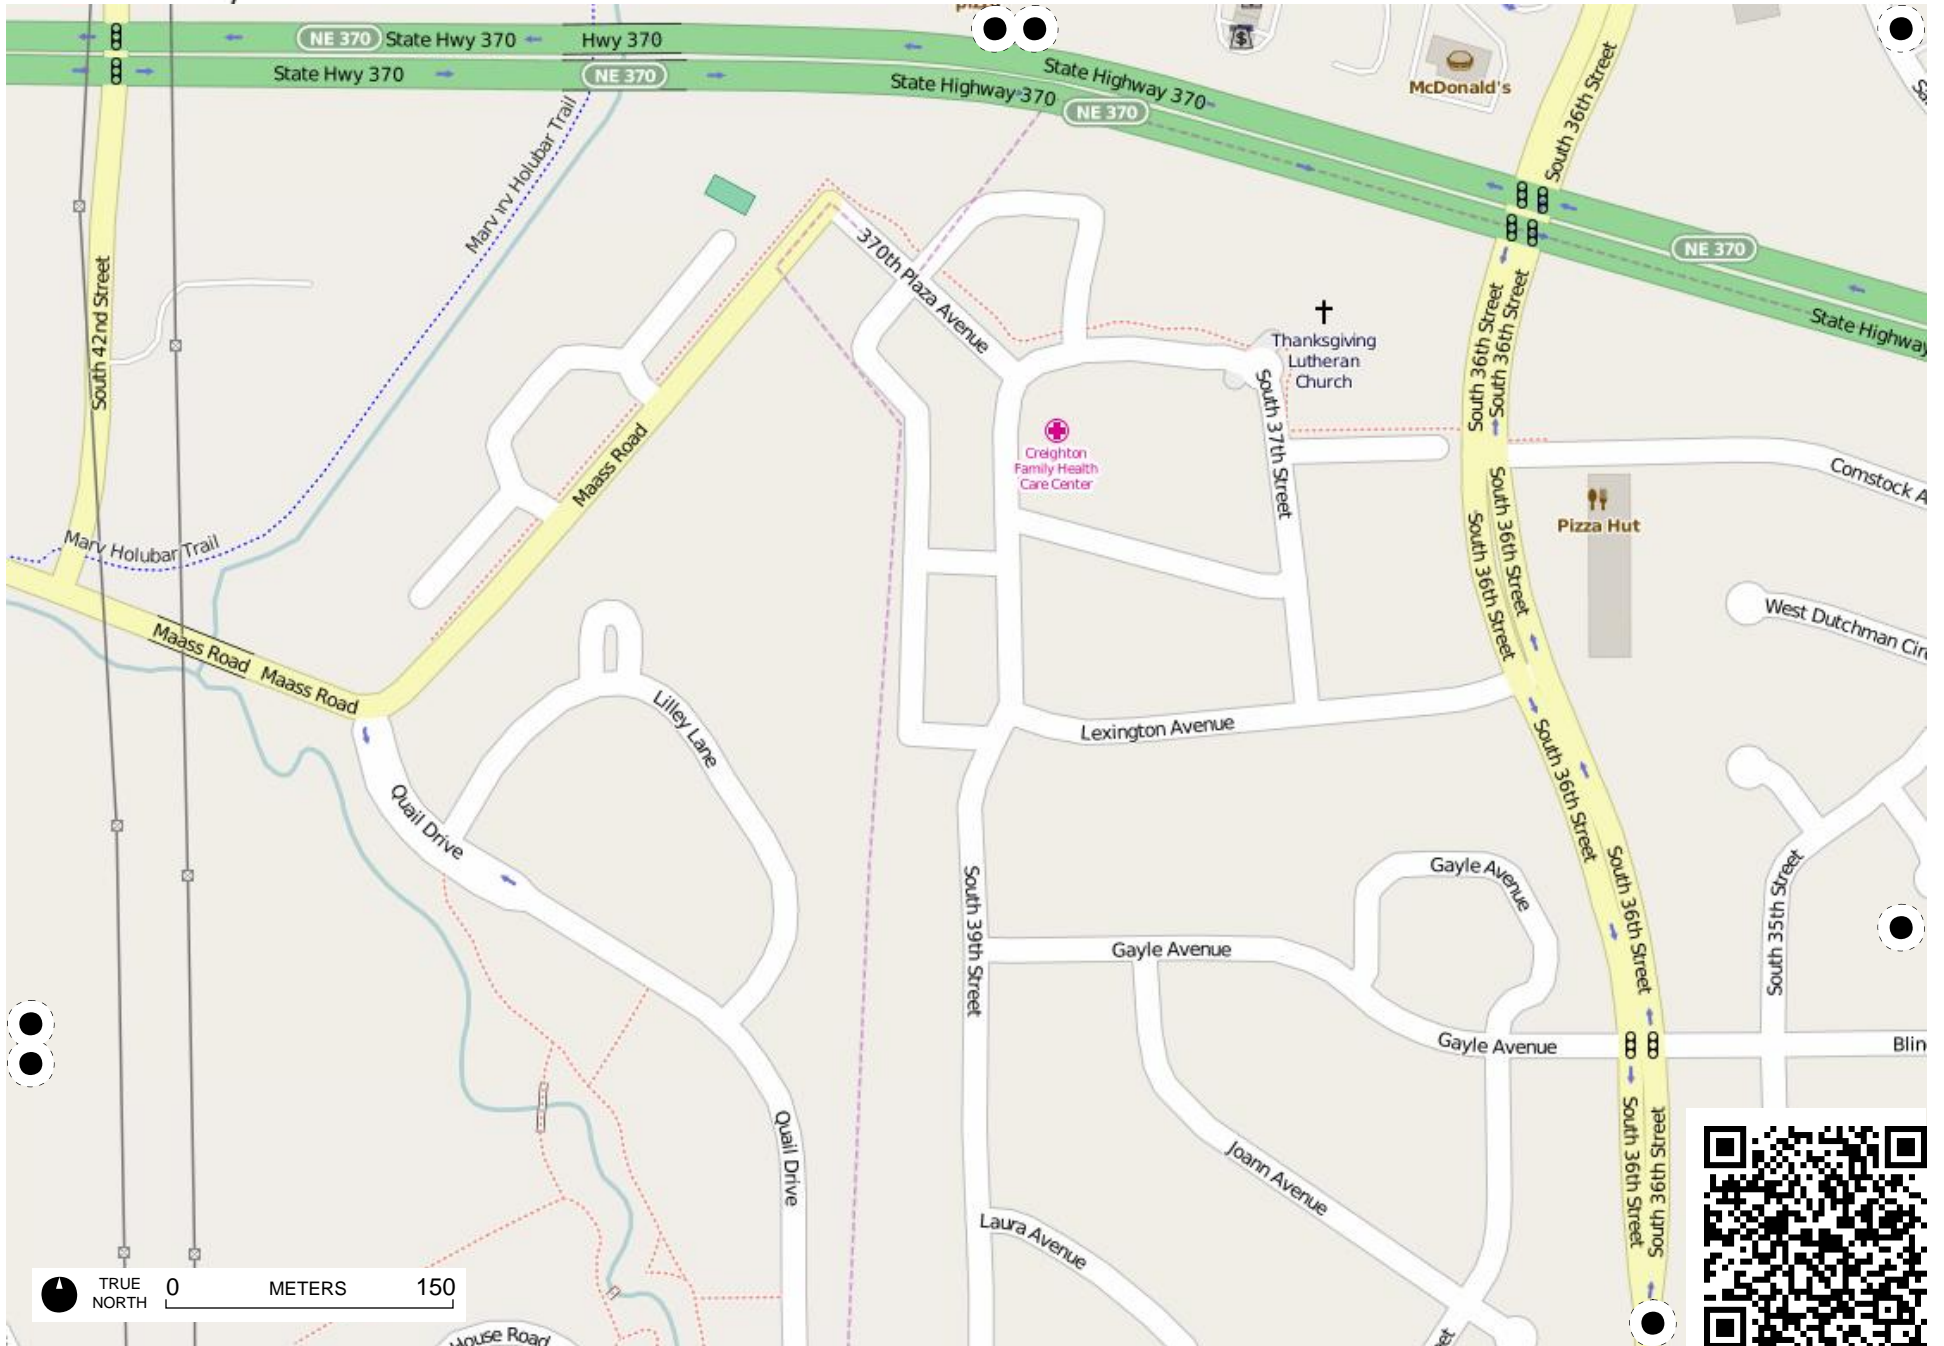 NE 370
State Hwy 370
Hwy 370
State Hwy 370
NE 370
State Highway 370
State Highway 370
NE 370
McDonald's
South 36th Street
NE 370
State Highway
Marv Holubar Trail
South 42nd Street
370th Plaza Avenue
Thanksgiving
Lutheran
Church
South 36th Street
South 36th Street
Maass Road
Creighton
Family Health
Care Center
South 37th Street
Comstock A
Pizza Hut
South 36th Street
South 36th Street
Marv Holubar Trail
West Dutchman Circ
Maass Road
Maass Road
Lilley Lane
Lexington Avenue
South 36th Street
Quail Drive
South 39th Street
Gayle Avenue
Gayle Avenue
Gayle Avenue
South 36th Street
South 35th Street
Blin
Quail Drive
Joann Avenue
Laura Avenue
South 36th Street
South 36th Street
TRUE
NORTH
0 METERS 150
House Road